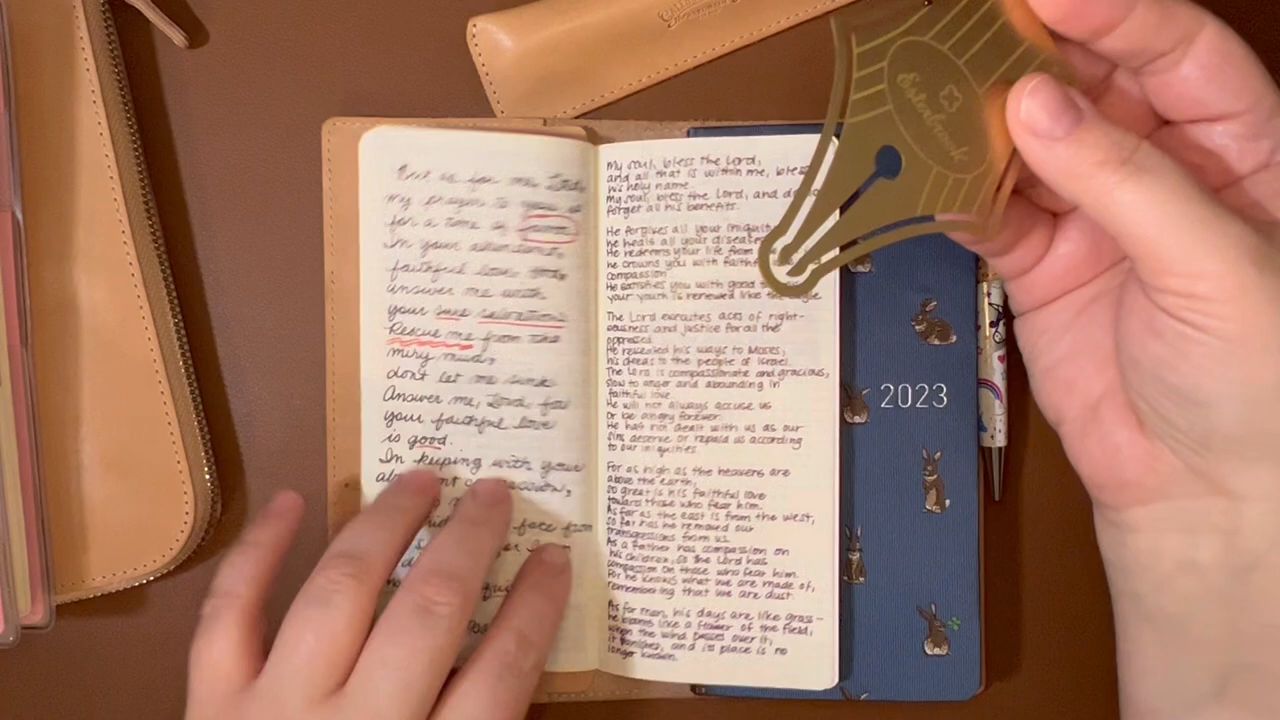 But as for me, Lord,
my prayer to you is
for a time of favor.
In your abundant,
faithful love, God,
answer me with
your sure salvation.
Rescue me from the
miry mud;
don't let me sink.
Answer me, Lord, for
your faithful love
is good.
In keeping with your
compassion,
face from
My soul, bless the Lord,
and all that is within me, bless
his holy name.
My soul, bless the Lord, and do
forget all his benefits.
He forgives all your
he heals all your
He redeems your life from
he crowns you with
compassion.
He satisfies you with good
your youth is renewed like the eagle.
The Lord executes acts of right-
eousness and justice for all the
oppressed.
He revealed his ways to Moses,
his deeds to the people of Israel.
The Lord is compassionate and gracious,
slow to anger and abounding in
faithful love.
He will not always accuse us
or be angry forever.
He has not dealt with us as our
sins deserve or repaid us according
to our iniquities.
For as high as the heavens are
above the earth,
so great is his faithful love
toward those who fear him.
As far as the east is from the west,
so far has he removed our
transgressions from us.
As a father has compassion on
his children, so the Lord has
compassion on those who fear him.
For he knows what we are made of,
remembering that we are dust.
As for man, his days are like grass—
he blooms like a flower of the field;
when the wind passes over it,
it vanishes, and its place is no
longer known.
Esterbrook
2023